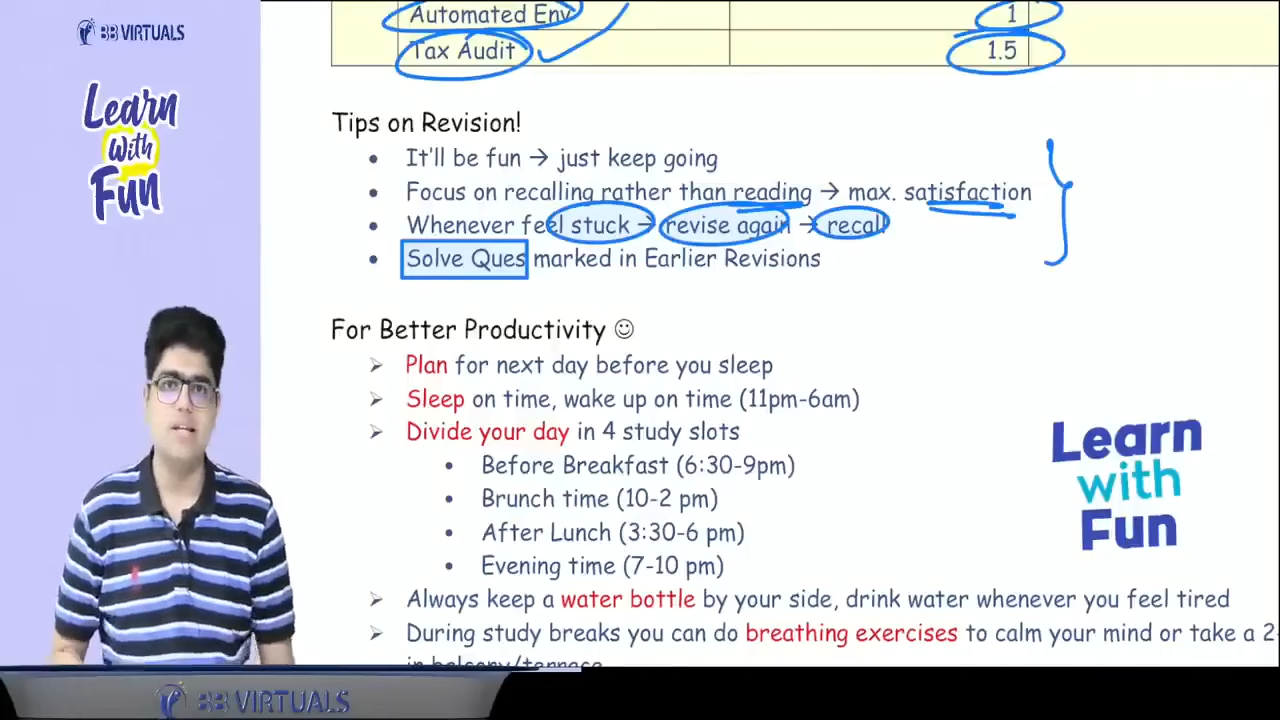 BB VIRTUALS
Learn
With
Fun
Automated Env
1
Tax Audit
1.5
Tips on Revision!
• It'll be fun → just keep going
• Focus on recalling rather than reading → max. satisfaction
• Whenever feel stuck → revise again → recall
• Solve Ques marked in Earlier Revisions
For Better Productivity ☺
➢ Plan for next day before you sleep
➢ Sleep on time, wake up on time (11pm-6am)
➢ Divide your day in 4 study slots
• Before Breakfast (6:30-9pm)
• Brunch time (10-2 pm)
• After Lunch (3:30-6 pm)
• Evening time (7-10 pm)
➢ Always keep a water bottle by your side, drink water whenever you feel tired
➢ During study breaks you can do breathing exercises to calm your mind or take a 2
in balcony/terrace
Learn
with
Fun
BB VIRTUALS